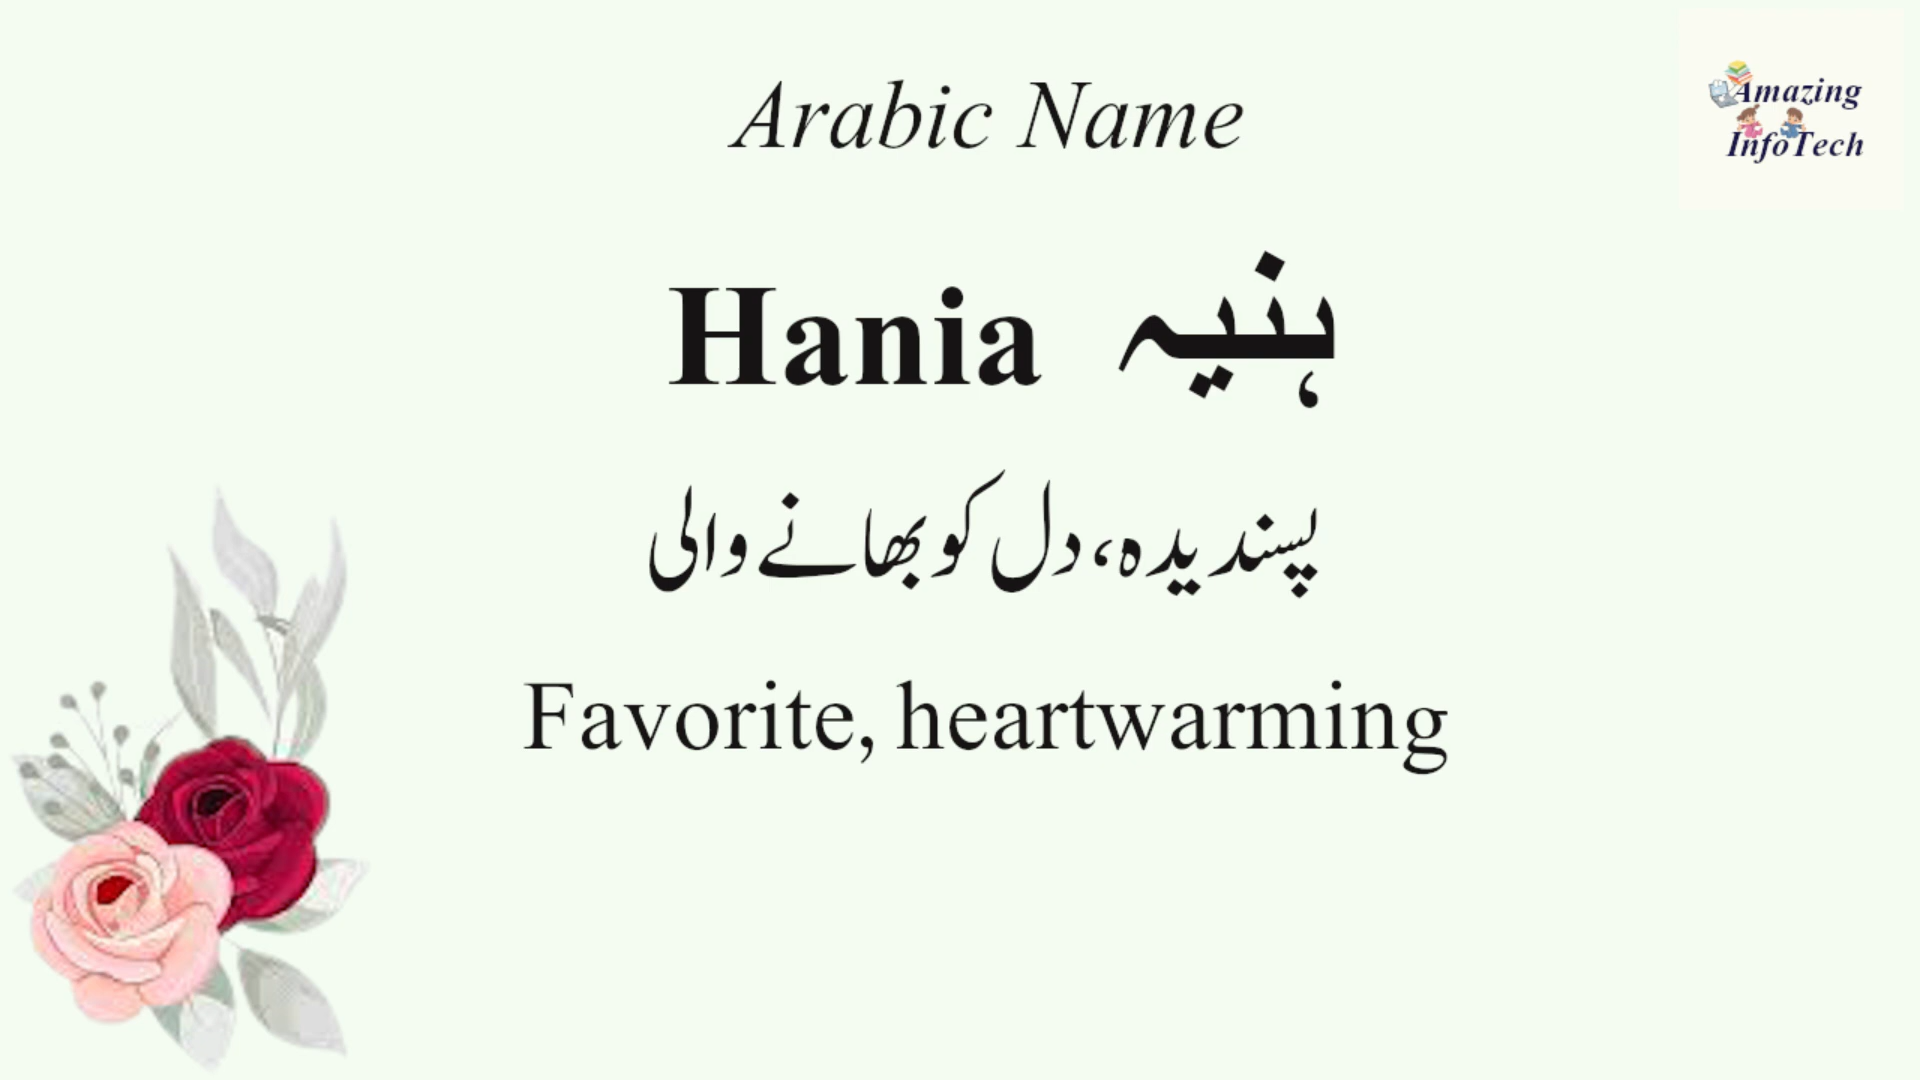 Arabic Name
Amazing
InfoTech
Hania ہنیہ
پسندیدہ، دل کو بھانے والی
Favorite, heartwarming